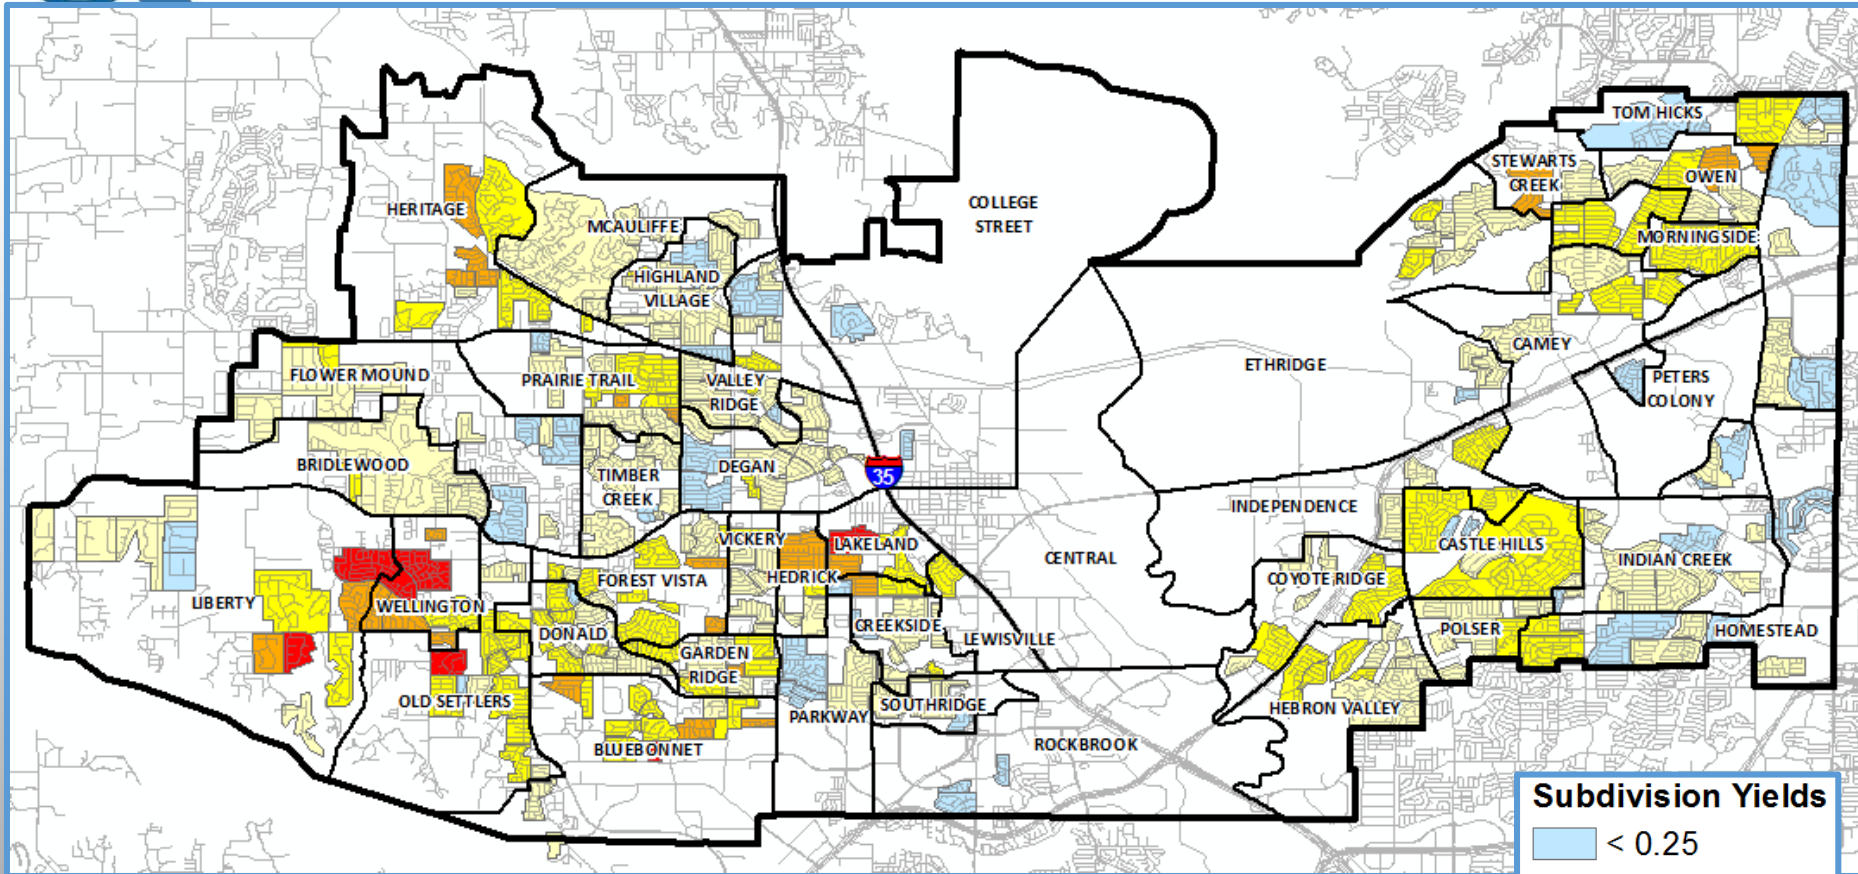 TOM HICKS
STEWARTS
CREEK
OWEN
HERITAGE
COLLEGE
STREET
MCAULIFFE
MORNINGSIDE
HIGHLAND
VILLAGE
CAMEY
ETHRIDGE
FLOWER MOUND
PRAIRIE TRAIL
VALLEY
RIDGE
PETERS
COLONY
BRIDLEWOOD
TIMBER
CREEK
DEGAN
35
INDEPENDENCE
VICKERY
LAKELAND
CENTRAL
CASTLE HILLS
INDIAN CREEK
LIBERTY
WELLINGTON
FOREST VISTA
HEDRICK
COYOTE RIDGE
DONALD
CREEKSIDE
LEWISVILLE
POLSER
HOMESTEAD
GARDEN
RIDGE
OLD SETTLERS
PARKWAY
SOUTHRIDGE
HEBRON VALLEY
BLUEBONNET
ROCKBROOK
Subdivision Yields
< 0.25